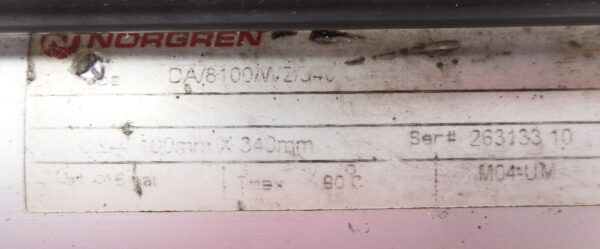 NORGREN
DA/8100/M/2/340
100mm X 340mm Ser# 263133 10
bar Tmax 80°C M04-UM